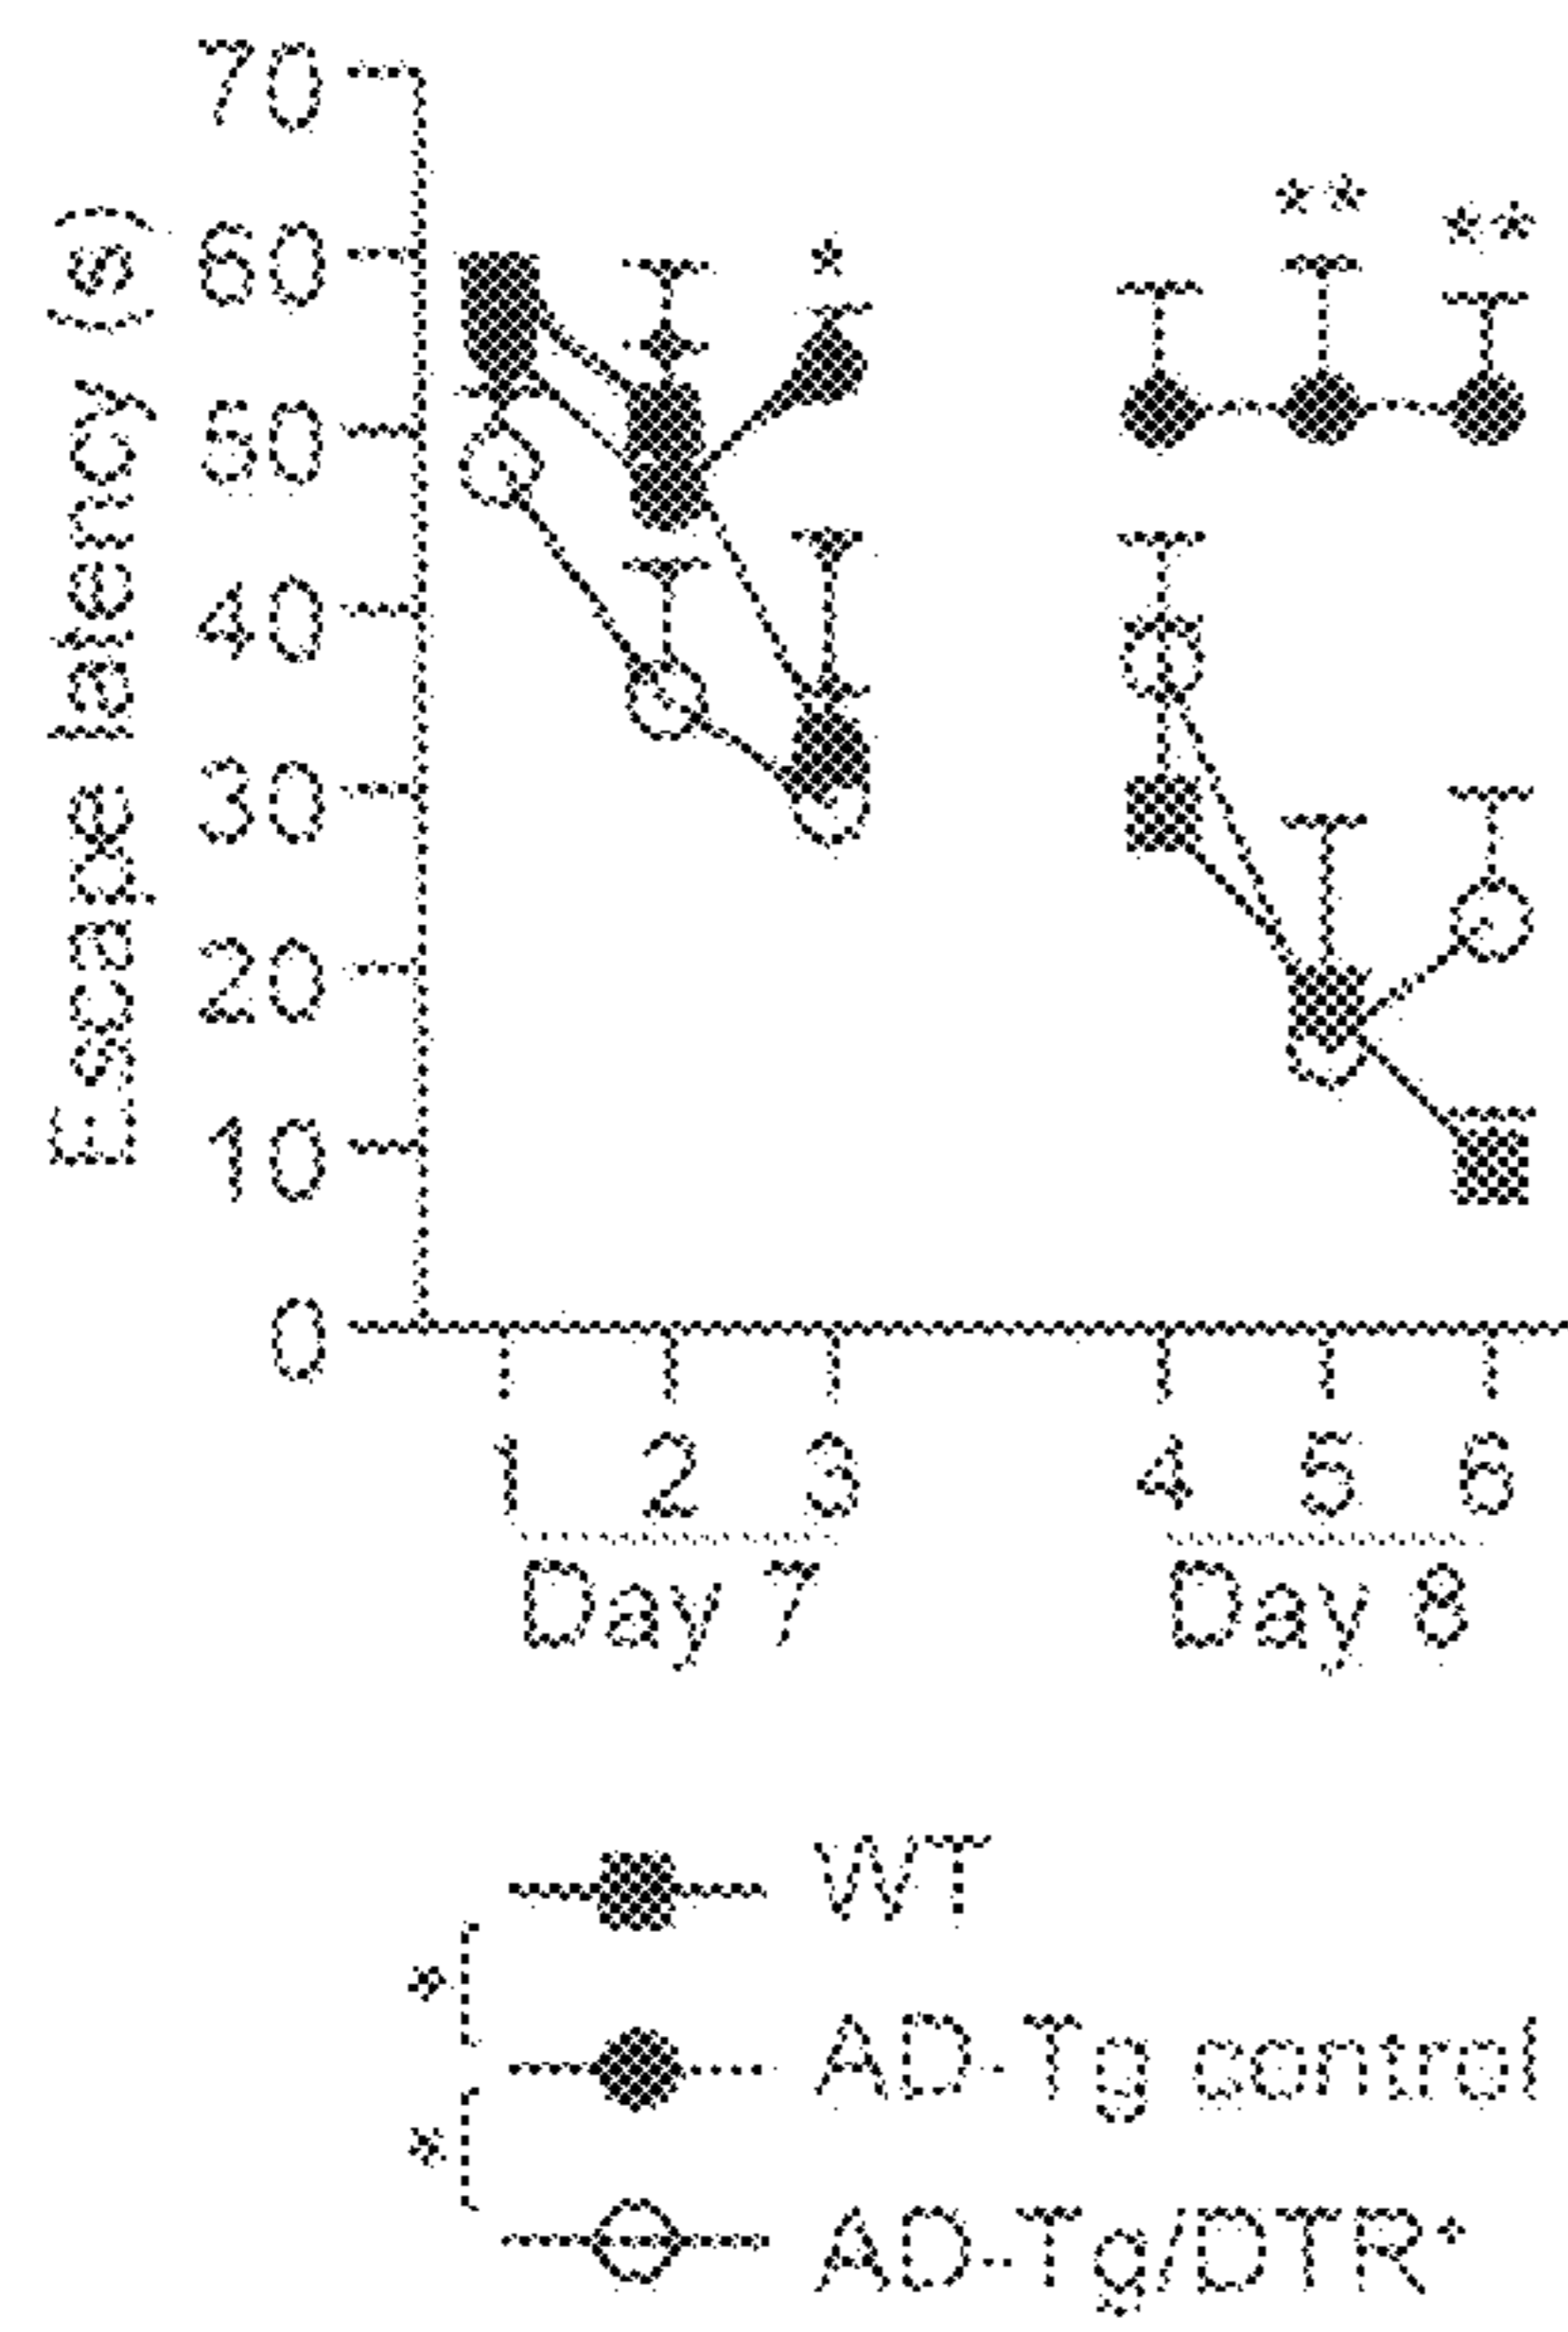 Escape latency (s)
70
60
50
40
30
20
10
0
*
**
**
1 2 3 4 5 6
Day 7 Day 8
WT
*
AD-Tg control
*
AD-Tg/DTR+